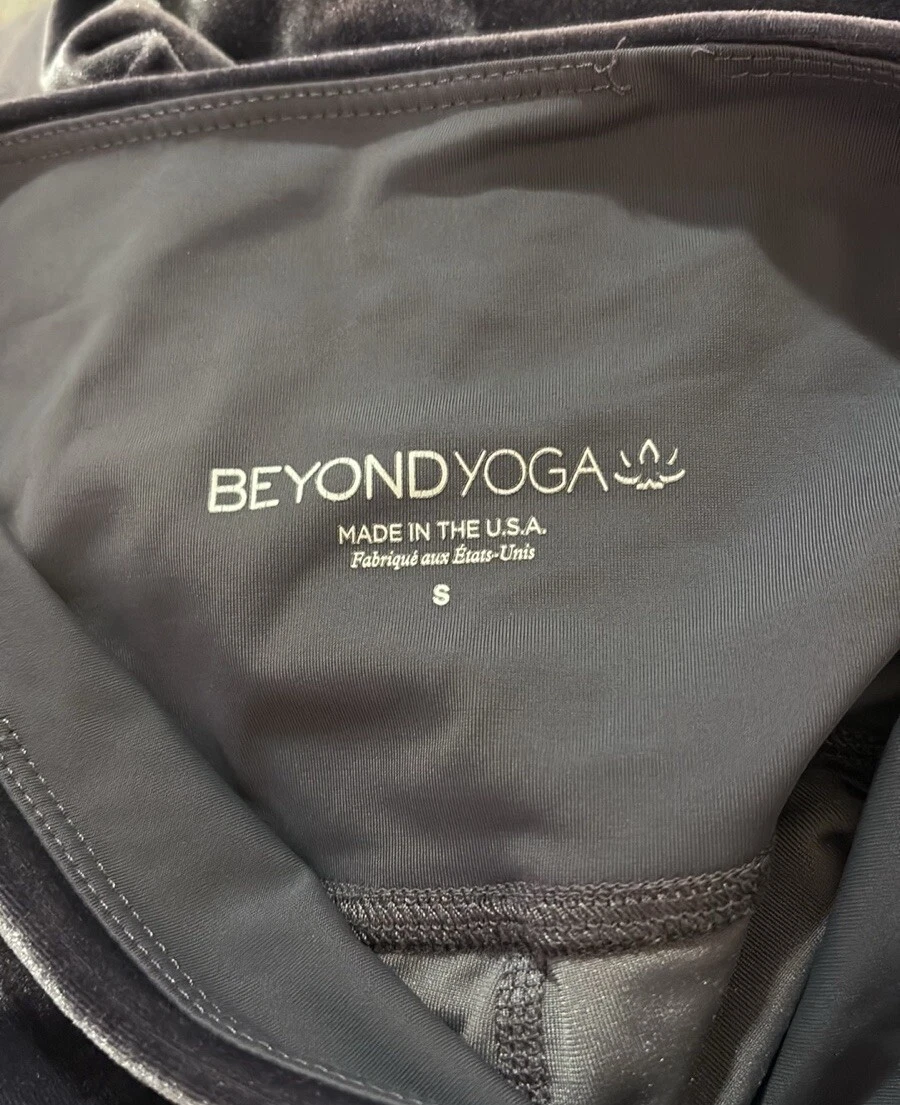 BEYOND YOGA
MADE IN THE U.S.A.
Fabriqué aux États-Unis
S